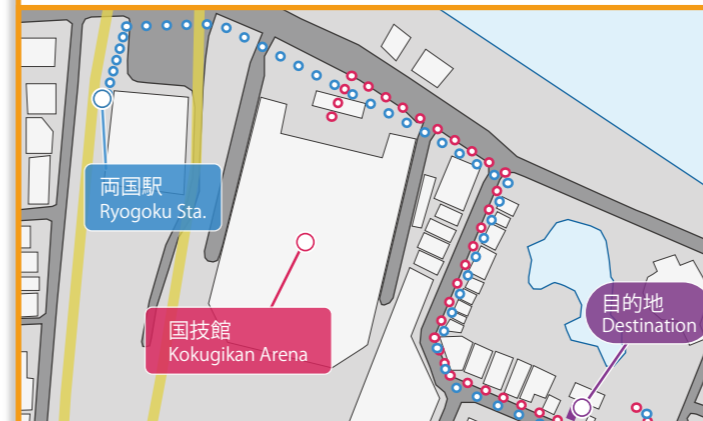 両国駅
Ryogoku Sta.
国技館
Kokugikan Arena
目的地
Destination